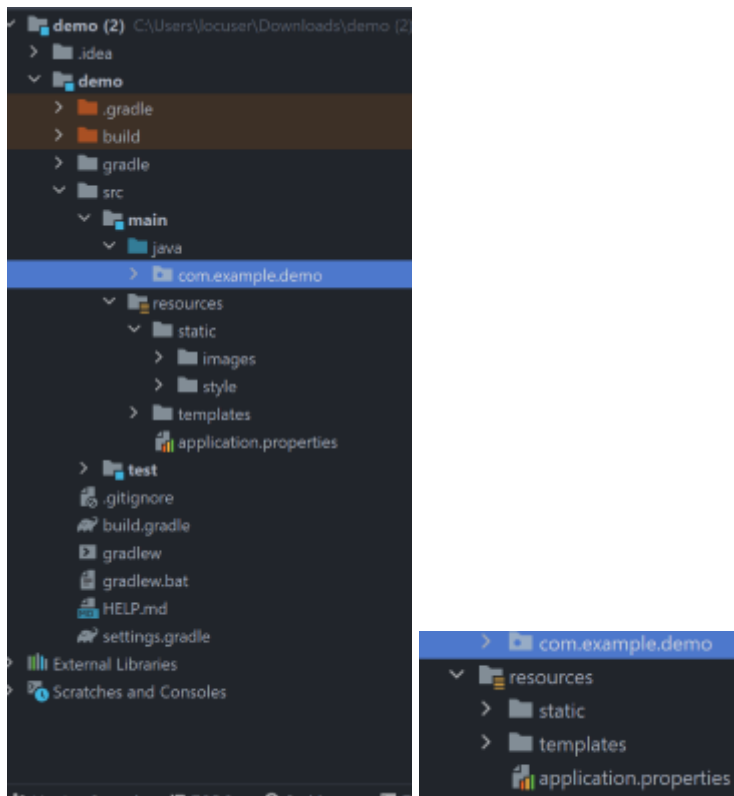 demo (2) C:\Users\locuser\Downloads\demo (2)
.idea
demo
.gradle
build
gradle
src
main
java
com.example.demo
resources
static
images
style
templates
application.properties
test
.gitignore
build.gradle
gradlew
gradlew.bat
HELP.md
settings.gradle
External Libraries
Scratches and Consoles
com.example.demo
resources
static
templates
application.properties